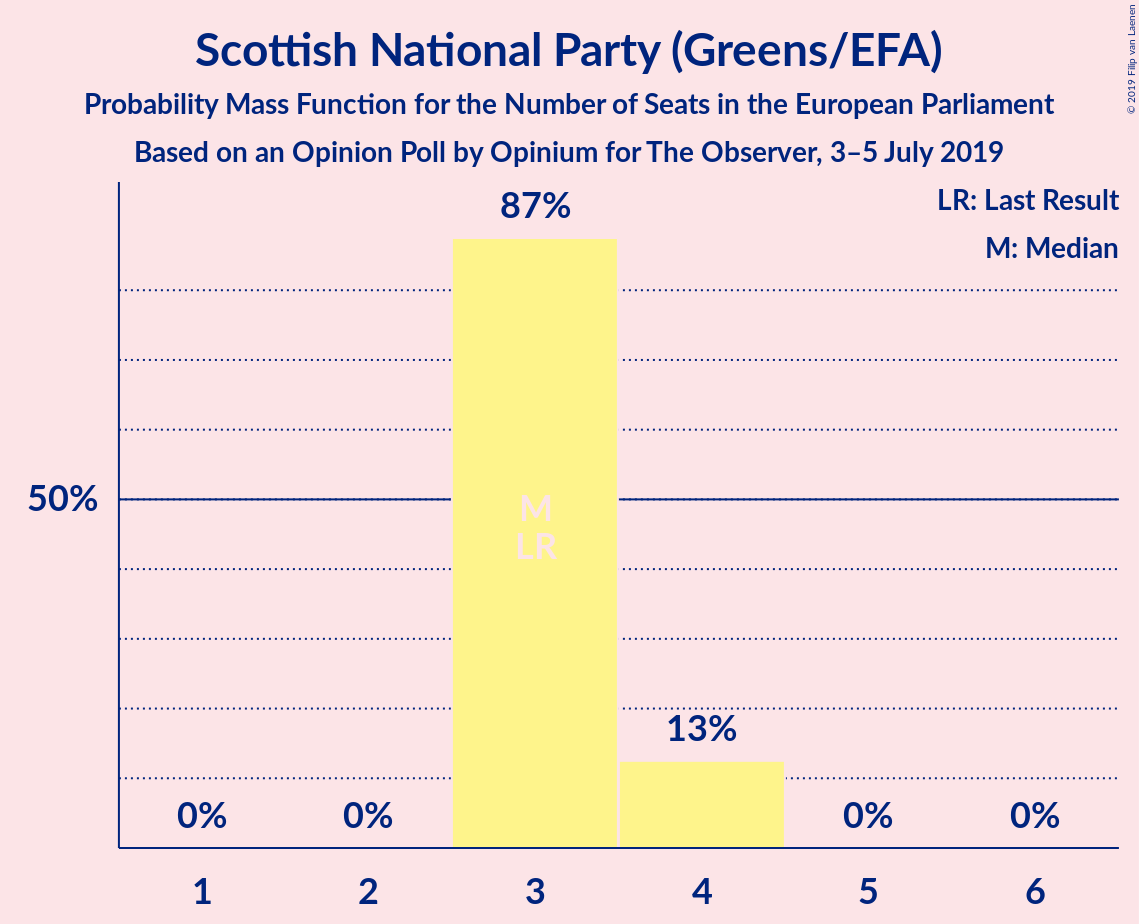 Scottish National Party (Greens/EFA)
Probability Mass Function for the Number of Seats in the European Parliament
Based on an Opinion Poll by Opinium for The Observer, 3–5 July 2019
© 2019 Filip van Laenen
LR: Last Result
M: Median
87%
50%
M
LR
13%
0%
0%
0%
0%
1
2
3
4
5
6